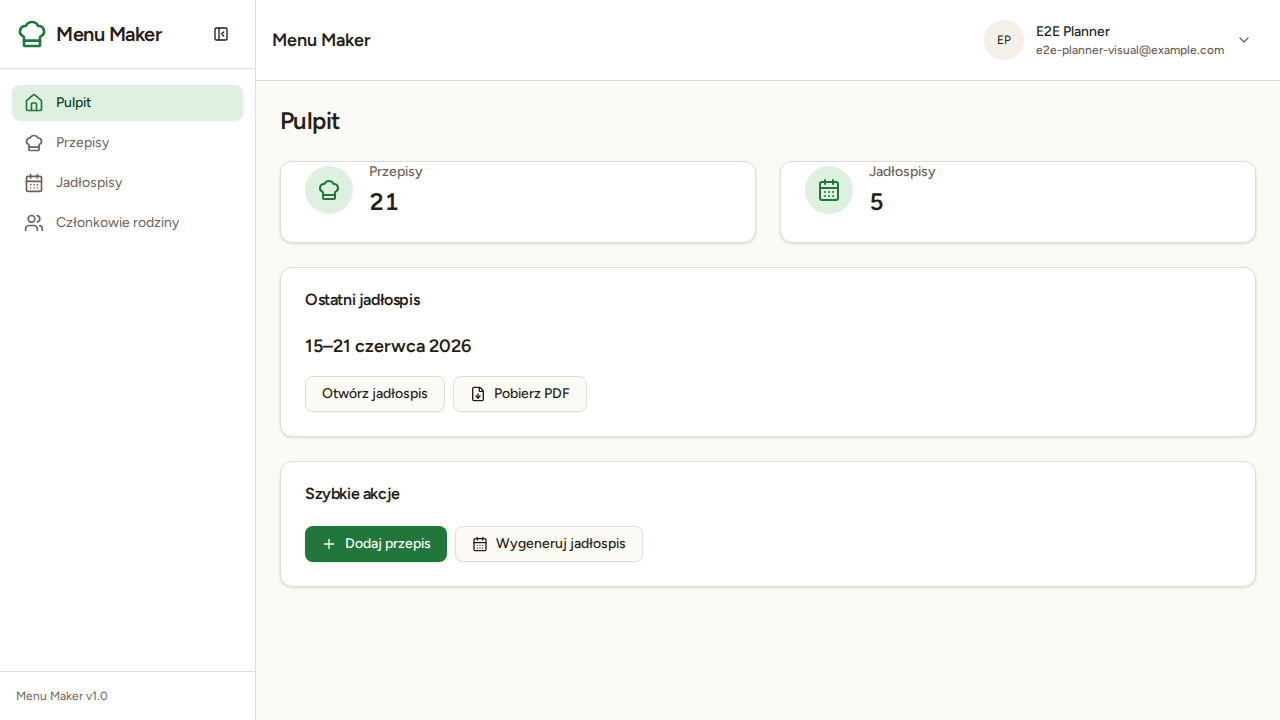 Menu Maker
Menu Maker
EP
E2E Planner
e2e-planner-visual@example.com
Pulpit
Przepisy
Jadłospisy
Członkowie rodziny
Pulpit
Przepisy
21
Jadłospisy
5
Ostatni jadłospis
15–21 czerwca 2026
Otwórz jadłospis
Pobierz PDF
Szybkie akcje
Dodaj przepis
Wygeneruj jadłospis
Menu Maker v1.0